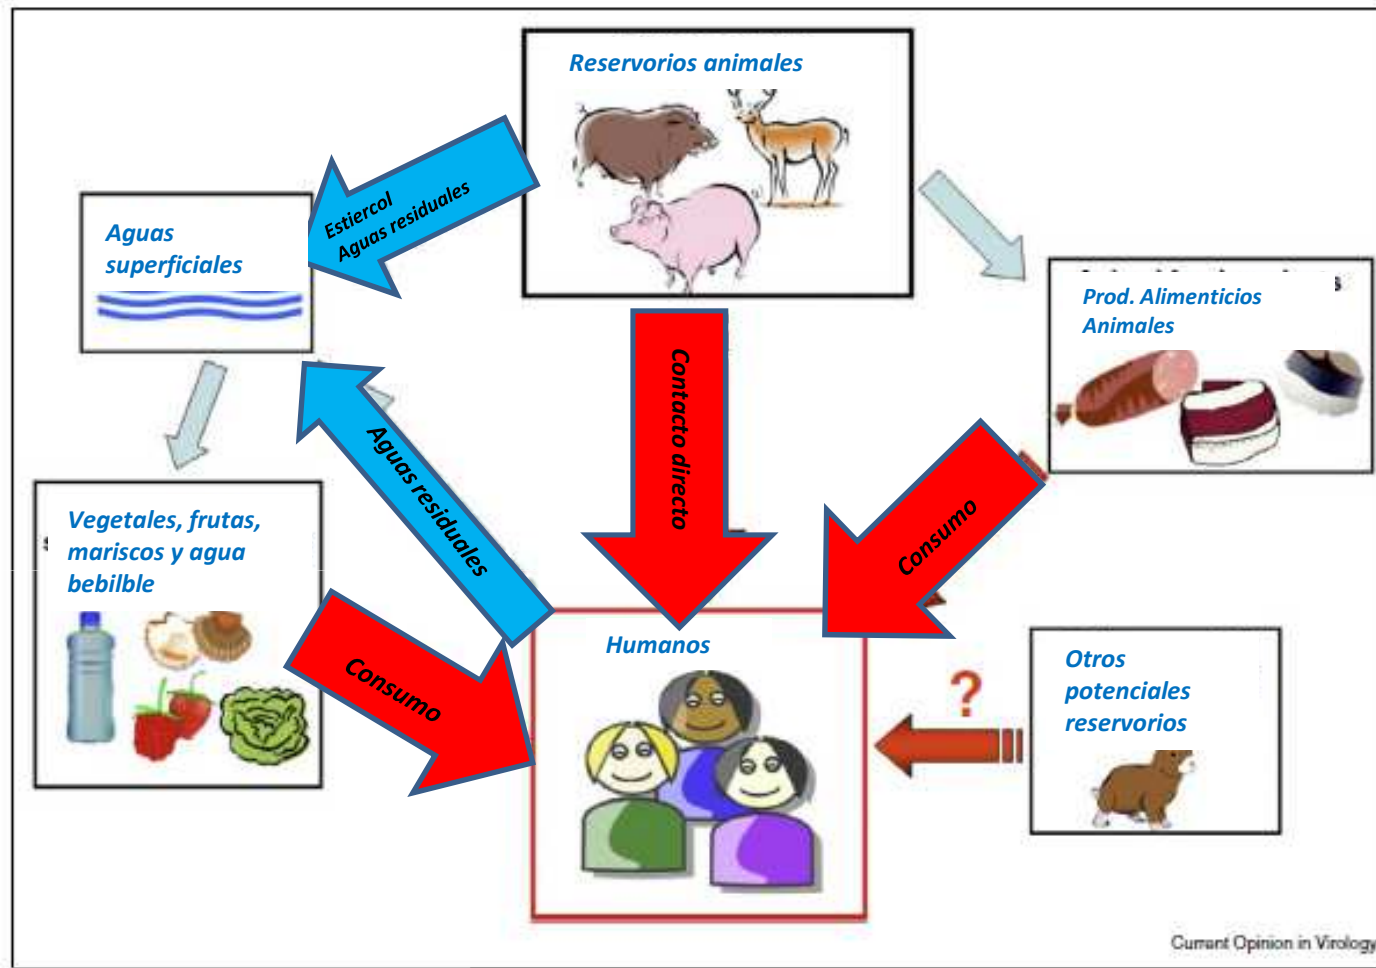 Reservorios animales
Estiercol
Aguas residuales
Aguas
superficiales
Prod. Alimenticios
Animales
Contacto directo
Aguas residuales
Consumo
Vegetales, frutas,
mariscos y agua
bebilble
Consumo
Humanos
?
Otros
potenciales
reservorios
Current Opinion in Virology